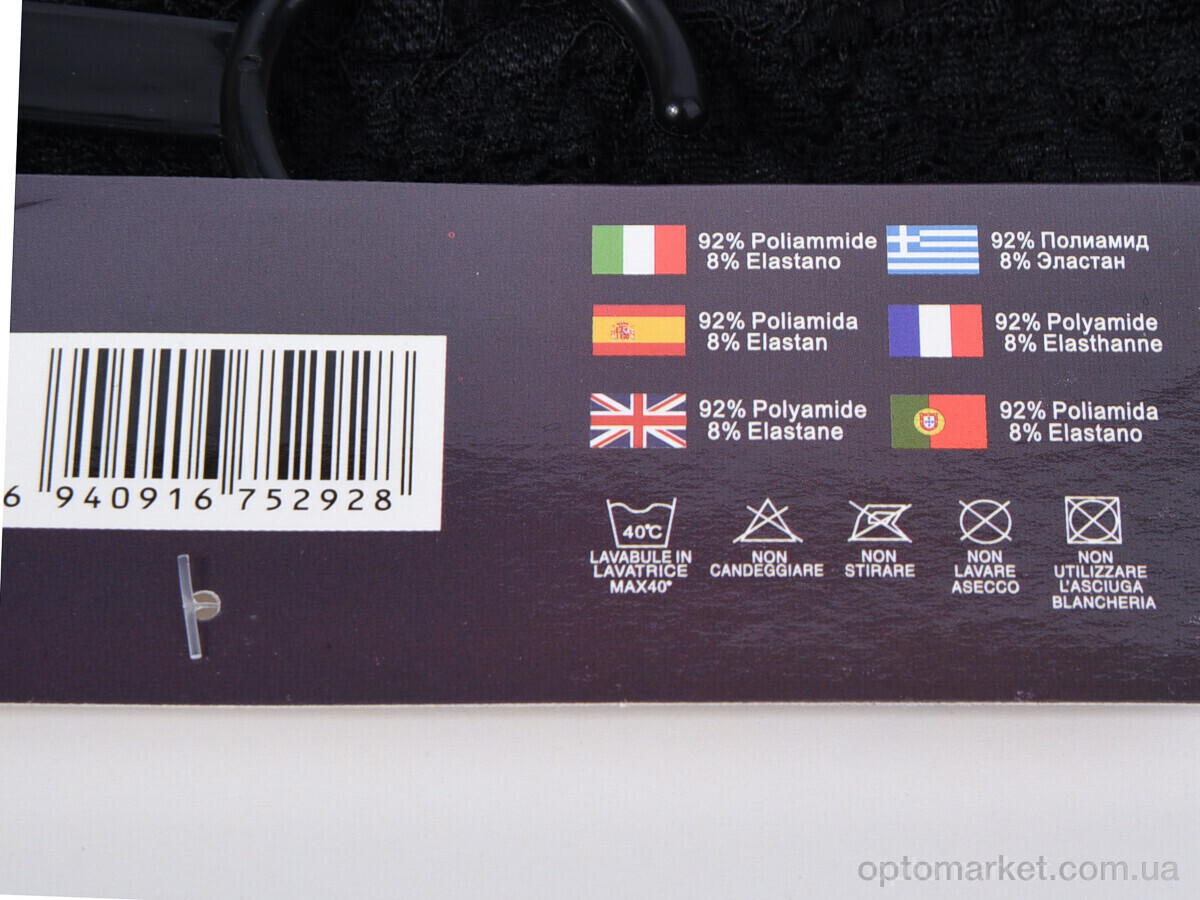 92% Poliammide
8% Elastano
92% Полиамид
8% Эластан
92% Poliamida
8% Elastan
92% Polyamide
8% Elasthanne
92% Polyamide
8% Elastane
92% Poliamida
8% Elastano
6 940916 752928
40°C
LAVABULE IN
LAVATRICE
MAX40°
NON
CANDEGGIARE
NON
STIRARE
NON
LAVARE
ASECCO
NON
UTILIZZARE
L'ASCIUGA
BLANCHERIA
optomarket.com.ua